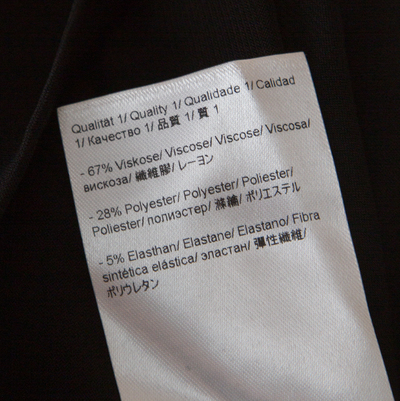 Qualität 1/ Quality 1/ Qualidade 1/ Calidad
1/ Качество 1/ 品質 1/ 質 1
- 67% Viskose/ Viscose/ Viscose/ Viscosa/
вискоза/ 纖維膠/ レーヨン
- 28% Polyester/ Polyester/ Poliester/
Poliester/ полиэстер/ 滌綸/ ポリエステル
- 5% Elasthan/ Elastane/ Elastano/ Fibra
sintética elástica/ эластан/ 彈性纖維/
ポリウレタン